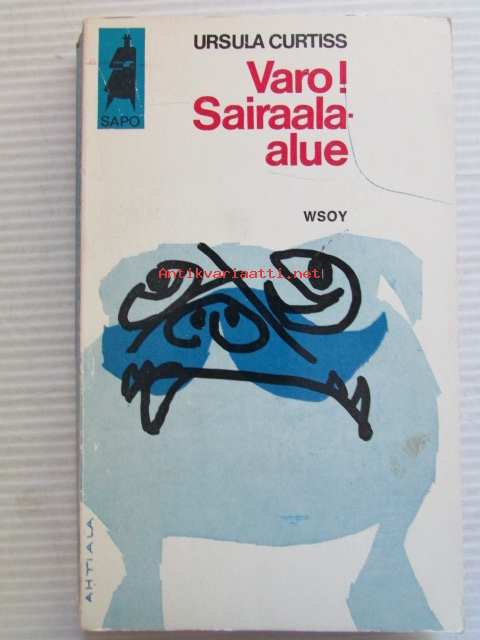 URSULA CURTISS
Varo!
Sairaala-
alue
SAPO
WSOY
Antikvariaatti.net
AHTIALA